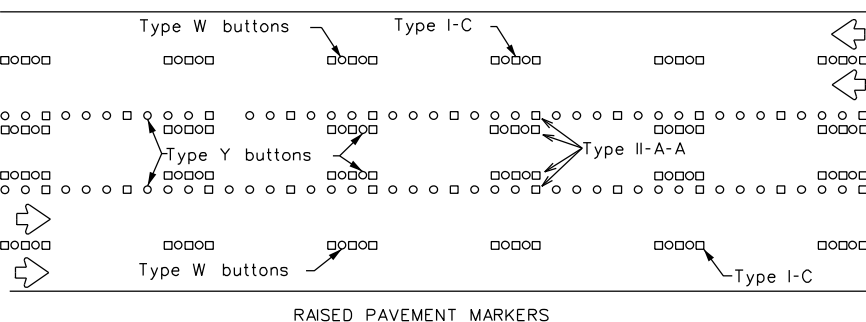 Type W buttons
Type I-C
Type Y buttons
Type II-A-A
Type W buttons
Type I-C
RAISED PAVEMENT MARKERS